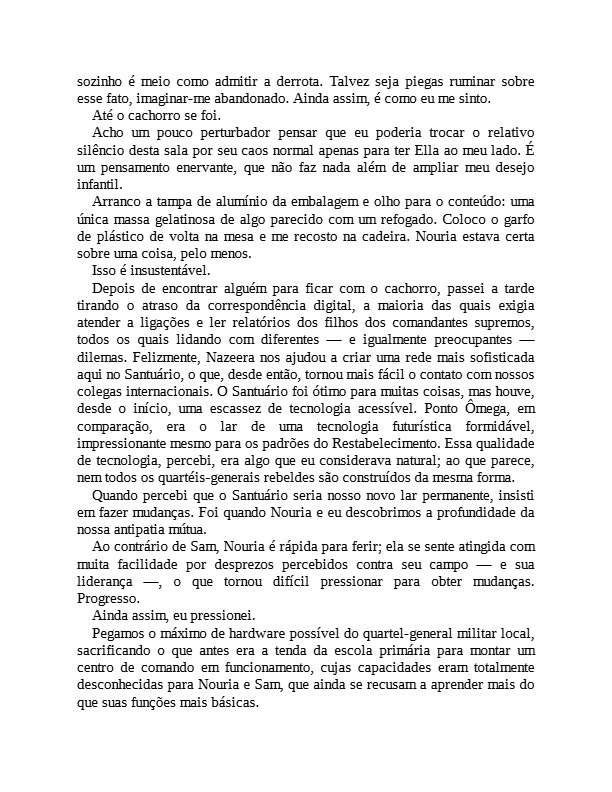 sozinho é meio como admitir a derrota. Talvez seja piegas ruminar sobre
esse fato, imaginar-me abandonado. Ainda assim, é como eu me sinto.
Até o cachorro se foi.
Acho um pouco perturbador pensar que eu poderia trocar o relativo
silêncio desta sala por seu caos normal apenas para ter Ella ao meu lado. É
um pensamento enervante, que não faz nada além de ampliar meu desejo
infantil.
Arranco a tampa de alumínio da embalagem e olho para o conteúdo: uma
única massa gelatinosa de algo parecido com um refogado. Coloco o garfo
de plástico de volta na mesa e me recosto na cadeira. Nouria estava certa
sobre uma coisa, pelo menos.
Isso é insustentável.
Depois de encontrar alguém para ficar com o cachorro, passei a tarde
tirando o atraso da correspondência digital, a maioria das quais exigia
atender a ligações e ler relatórios dos filhos dos comandantes supremos,
todos os quais lidando com diferentes — e igualmente preocupantes —
dilemas. Felizmente, Nazeera nos ajudou a criar uma rede mais sofisticada
aqui no Santuário, o que, desde então, tornou mais fácil o contato com nossos
colegas internacionais. O Santuário foi ótimo para muitas coisas, mas houve,
desde o início, uma escassez de tecnologia acessível. Ponto Ômega, em
comparação, era o lar de uma tecnologia futurística formidável,
impressionante mesmo para os padrões do Restabelecimento. Essa qualidade
de tecnologia, percebi, era algo que eu considerava natural; ao que parece,
nem todos os quartéis-generais rebeldes são construídos da mesma forma.
Quando percebi que o Santuário seria nosso novo lar permanente, insisti
em fazer mudanças. Foi quando Nouria e eu descobrimos a profundidade da
nossa antipatia mútua.
Ao contrário de Sam, Nouria é rápida para ferir; ela se sente atingida com
muita facilidade por desprezos percebidos contra seu campo — e sua
liderança —, o que tornou difícil pressionar para obter mudanças.
Progresso.
Ainda assim, eu pressionei.
Pegamos o máximo de hardware possível do quartel-general militar local,
sacrificando o que antes era a tenda da escola primária para montar um
centro de comando em funcionamento, cujas capacidades eram totalmente
desconhecidas para Nouria e Sam, que ainda se recusam a aprender mais do
que suas funções mais básicas.